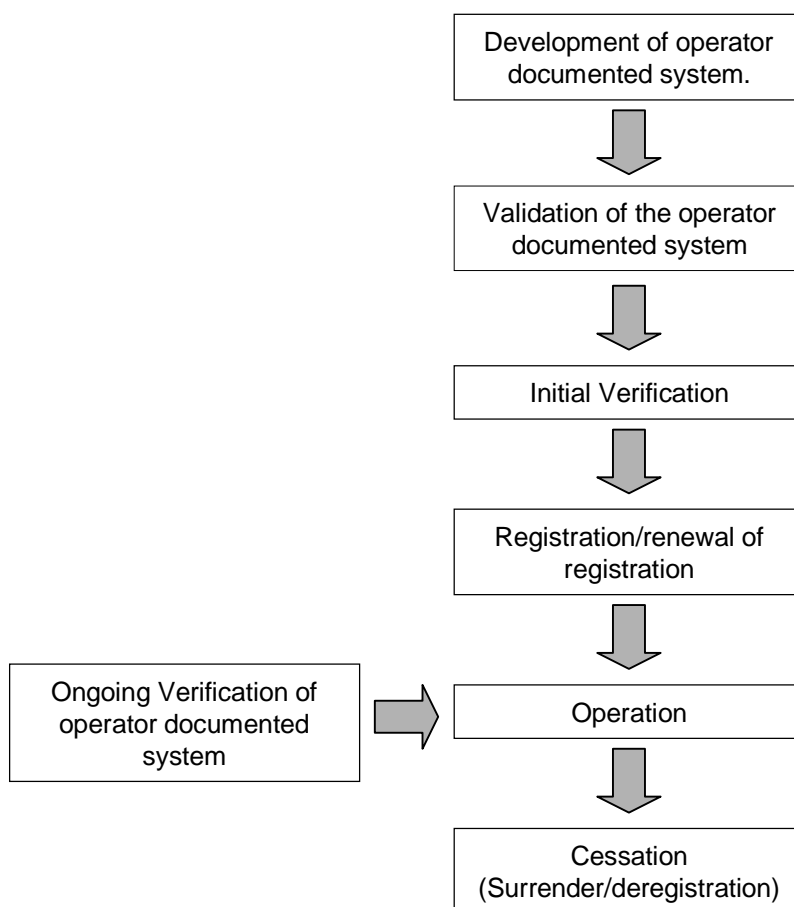 Development of operator
documented system.
Validation of the operator
documented system
Initial Verification
Registration/renewal of
registration
Ongoing Verification of
operator documented
system
Operation
Cessation
(Surrender/deregistration)